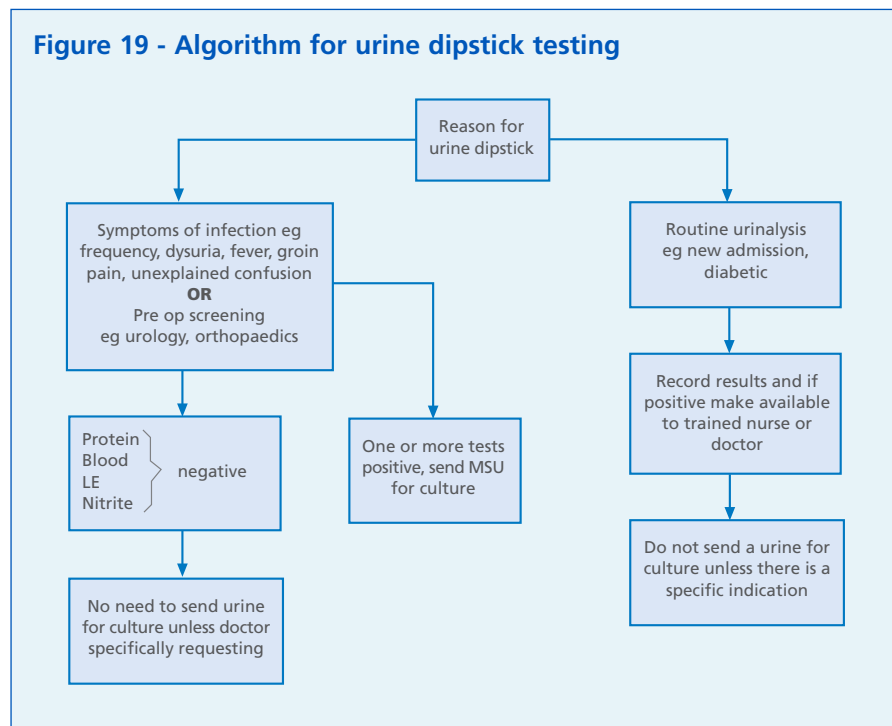 Figure 19 - Algorithm for urine dipstick testing
Reason for
urine dipstick
Symptoms of infection eg
frequency, dysuria, fever, groin
pain, unexplained confusion
OR
Pre op screening
eg urology, orthopaedics
Routine urinalysis
eg new admission,
diabetic
Protein
Blood
LE
Nitrite
negative
One or more tests
positive, send MSU
for culture
Record results and if
positive make available
to trained nurse or
doctor
No need to send urine
for culture unless doctor
specifically requesting
Do not send a urine for
culture unless there is a
specific indication